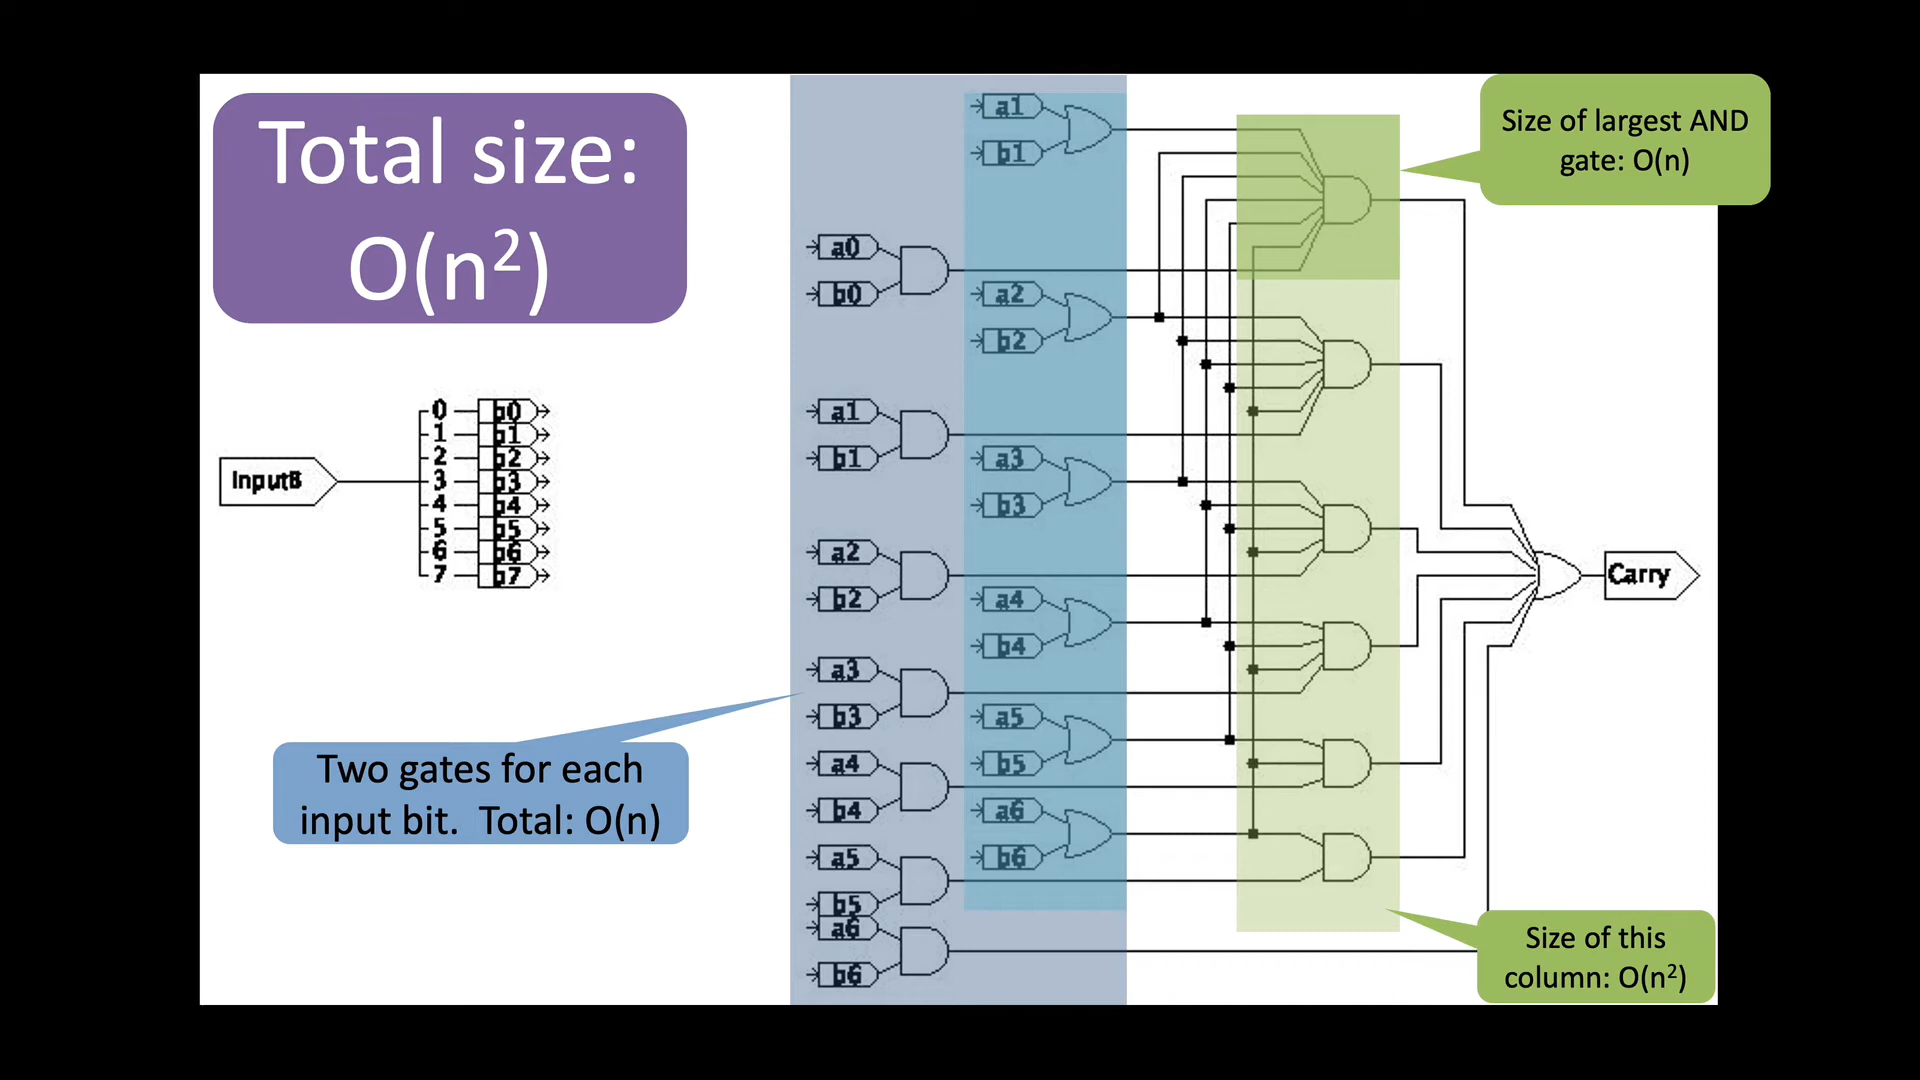 Total size:
O(n²)
Size of largest AND
gate: O(n)
Two gates for each
input bit. Total: O(n)
Size of this
column: O(n²)
InputB
0 b0
1 b1
2 b2
3 b3
4 b4
5 b5
6 b6
7 b7
a0
b0
a1
b1
a2
b2
a3
b3
a4
b4
a5
b5
a6
b6
a1
b1
a2
b2
a3
b3
a4
b4
a5
b5
a6
b6
Carry